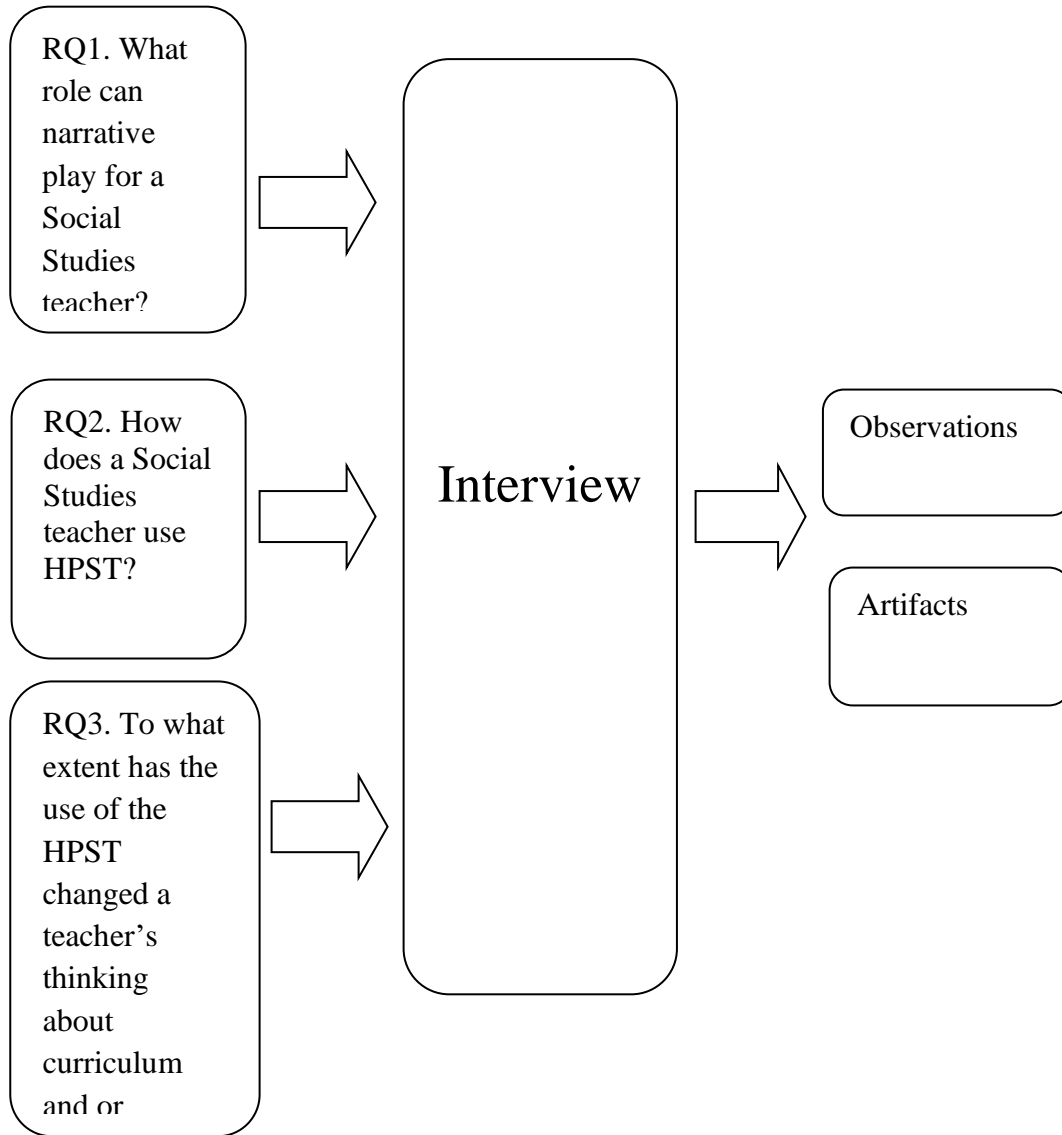 RQ1. What
role can
narrative
play for a
Social
Studies
teacher?
RQ2. How
does a Social
Studies
teacher use
HPST?
RQ3. To what
extent has the
use of the
HPST
changed a
teacher’s
thinking
about
curriculum
and or
Interview
Observations
Artifacts